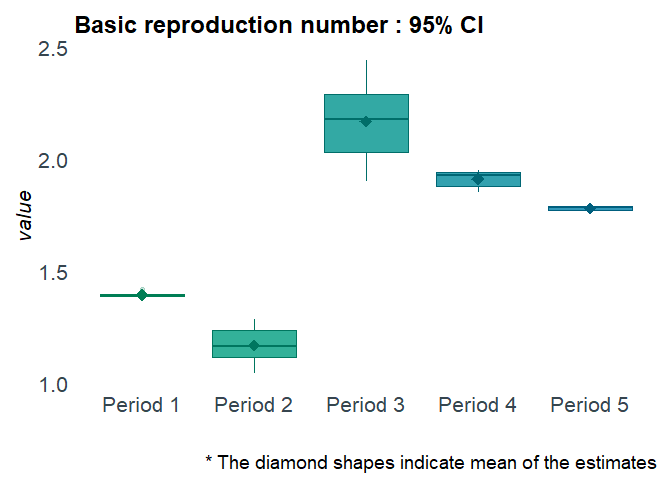 Basic reproduction number : 95% CI
2.5
2.0
1.5
1.0
value
Period 1 Period 2 Period 3 Period 4 Period 5
* The diamond shapes indicate mean of the estimates